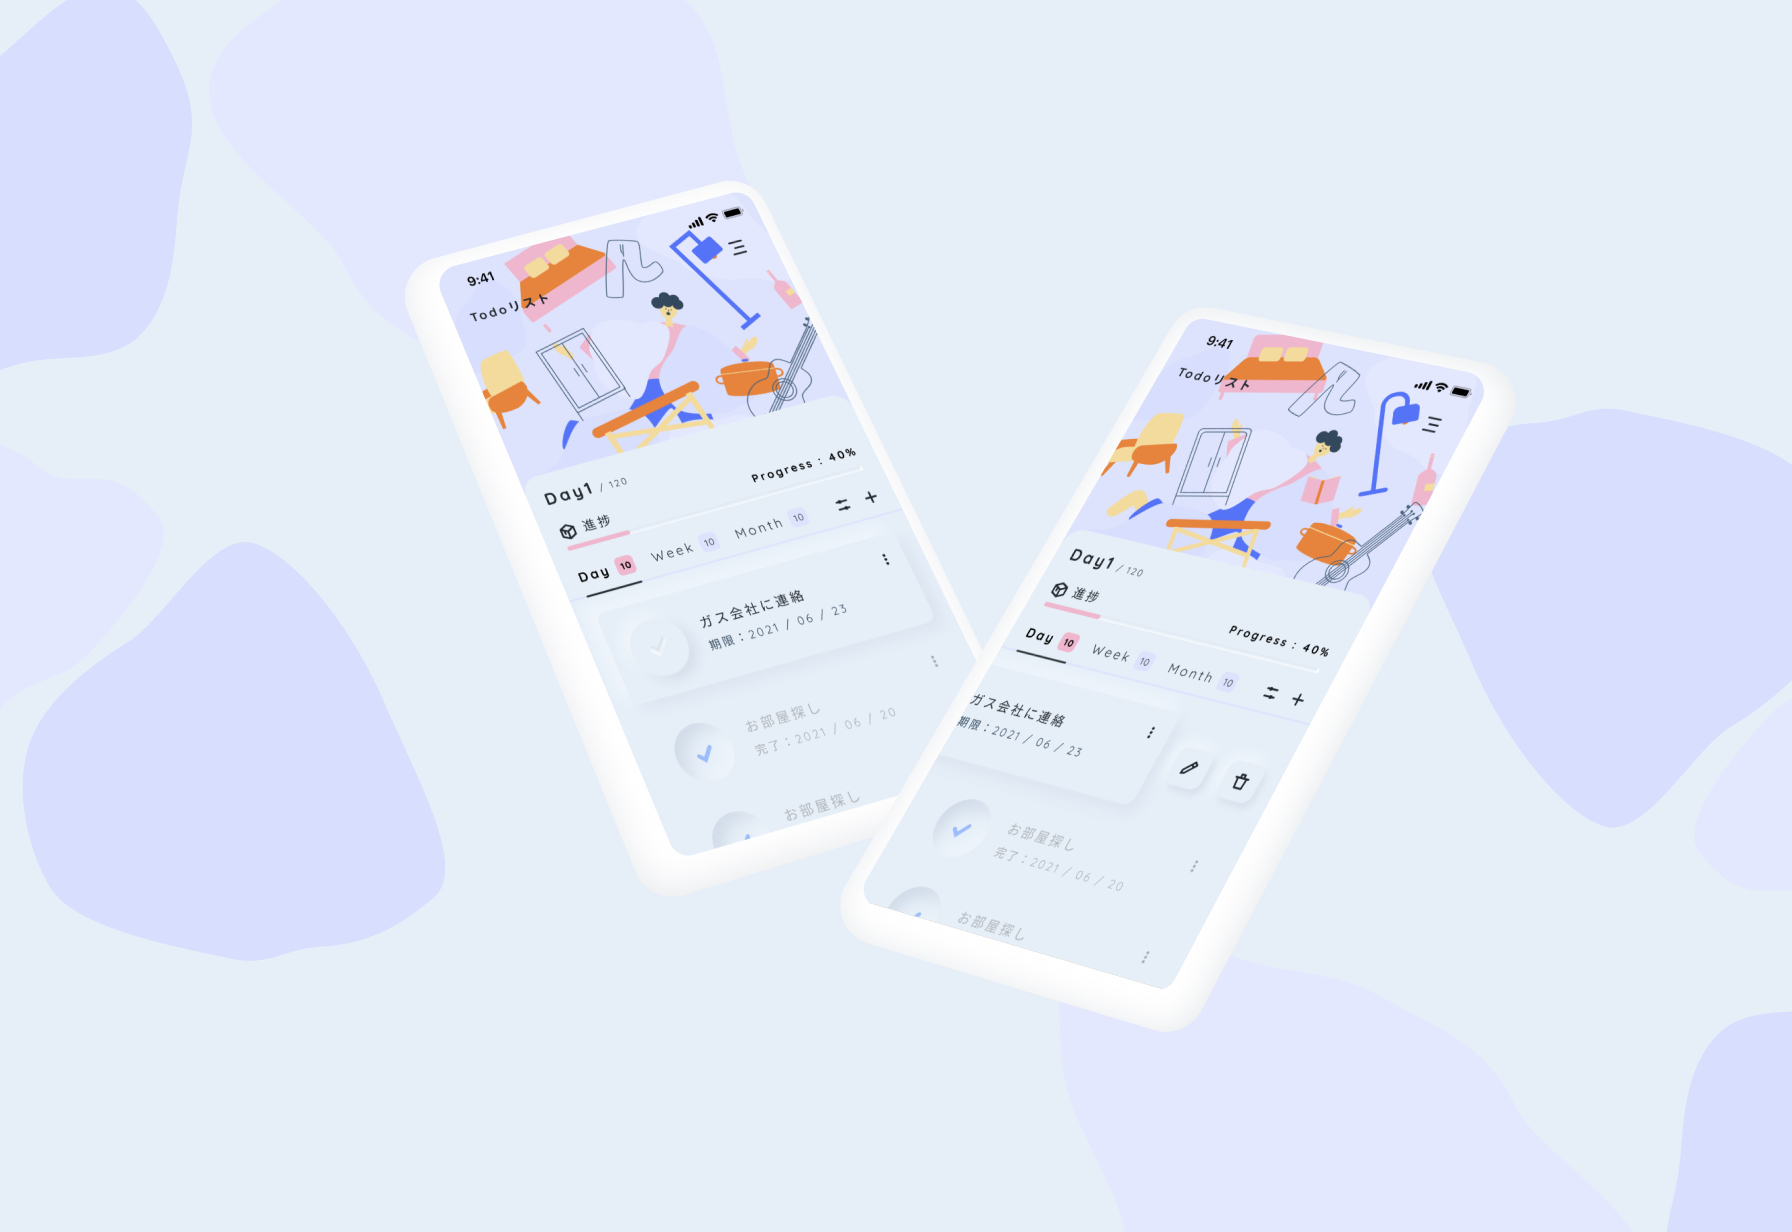 9:41
Todoリスト
Day1 / 120
Progress : 40%
進捗
Day 10 Week 10 Month 10
ガス会社に連絡
期限：2021 / 06 / 23
お部屋探し
完了：2021 / 06 / 20
お部屋探し
9:41
Todoリスト
Day1 / 120
進捗
Progress : 40%
Day 10 Week 10 Month 10
ガス会社に連絡
期限：2021 / 06 / 23
お部屋探し
完了：2021 / 06 / 20
お部屋探し